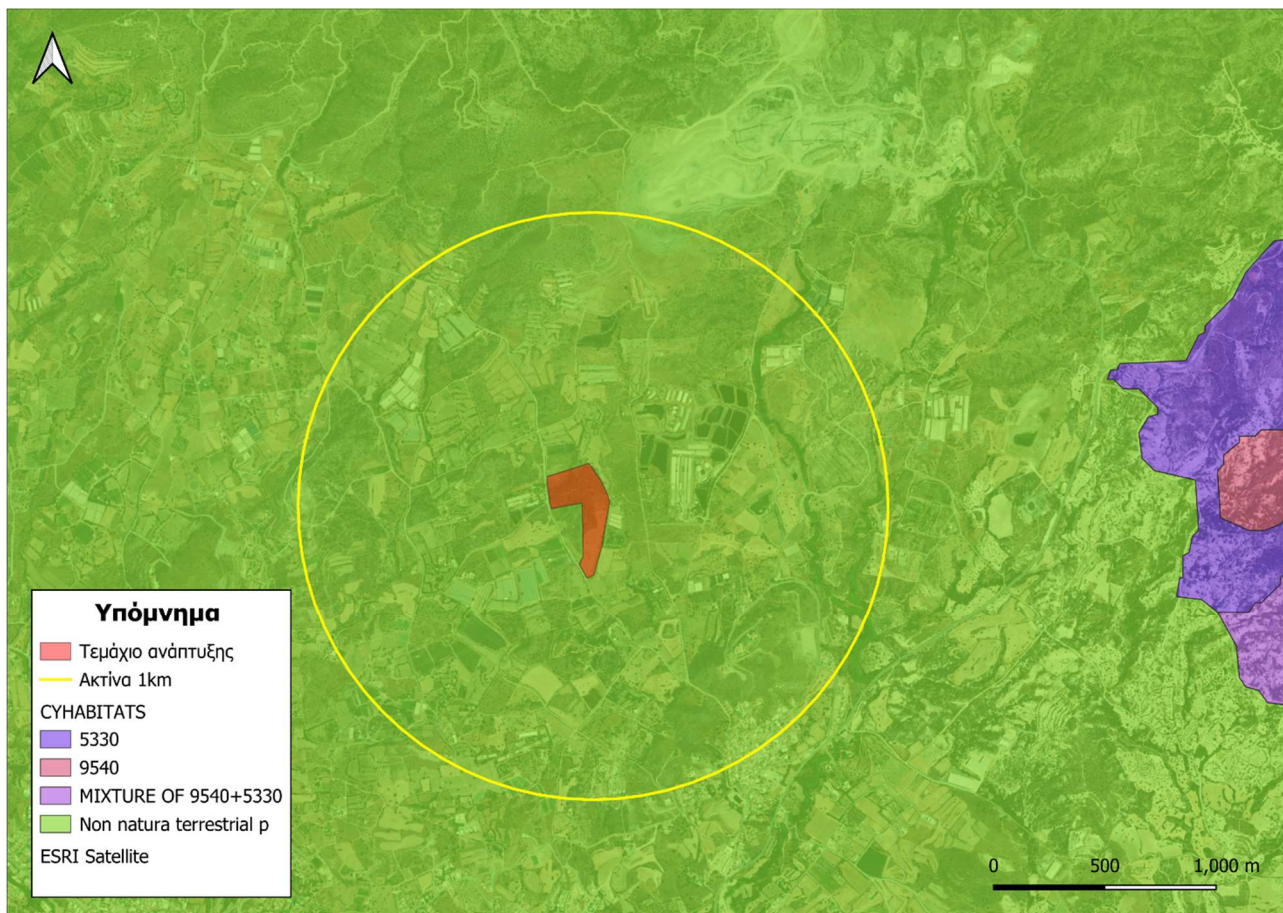 Υπόμνημα
Τεμάχιο ανάπτυξης
Ακτίνα 1km
CYHABITATS
5330
9540
MIXTURE OF 9540+5330
Non natura terrestrial p
ESRI Satellite
0 500 1,000 m